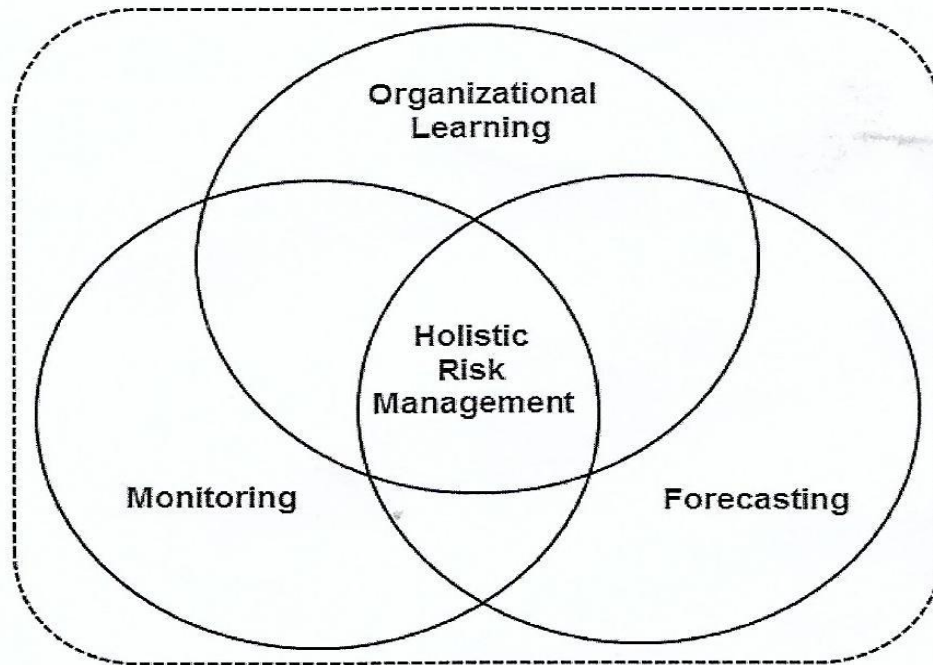 Organizational
Learning
Holistic
Risk
Management
Monitoring
Forecasting